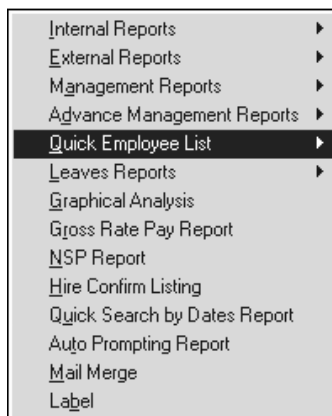 Internal Reports
External Reports
Management Reports
Advance Management Reports
Quick Employee List
Leaves Reports
Graphical Analysis
Gross Rate Pay Report
NSP Report
Hire Confirm Listing
Quick Search by Dates Report
Auto Prompting Report
Mail Merge
Label